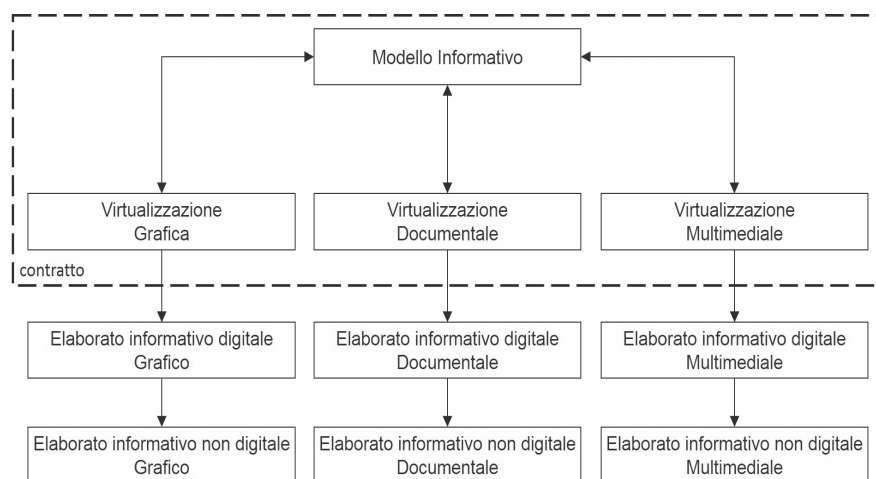 Modello Informativo
Virtualizzazione
Grafica
Virtualizzazione
Documentale
Virtualizzazione
Multimediale
contratto
Elaborato informativo digitale
Grafico
Elaborato informativo digitale
Documentale
Elaborato informativo digitale
Multimediale
Elaborato informativo non digitale
Grafico
Elaborato informativo non digitale
Documentale
Elaborato informativo non digitale
Multimediale